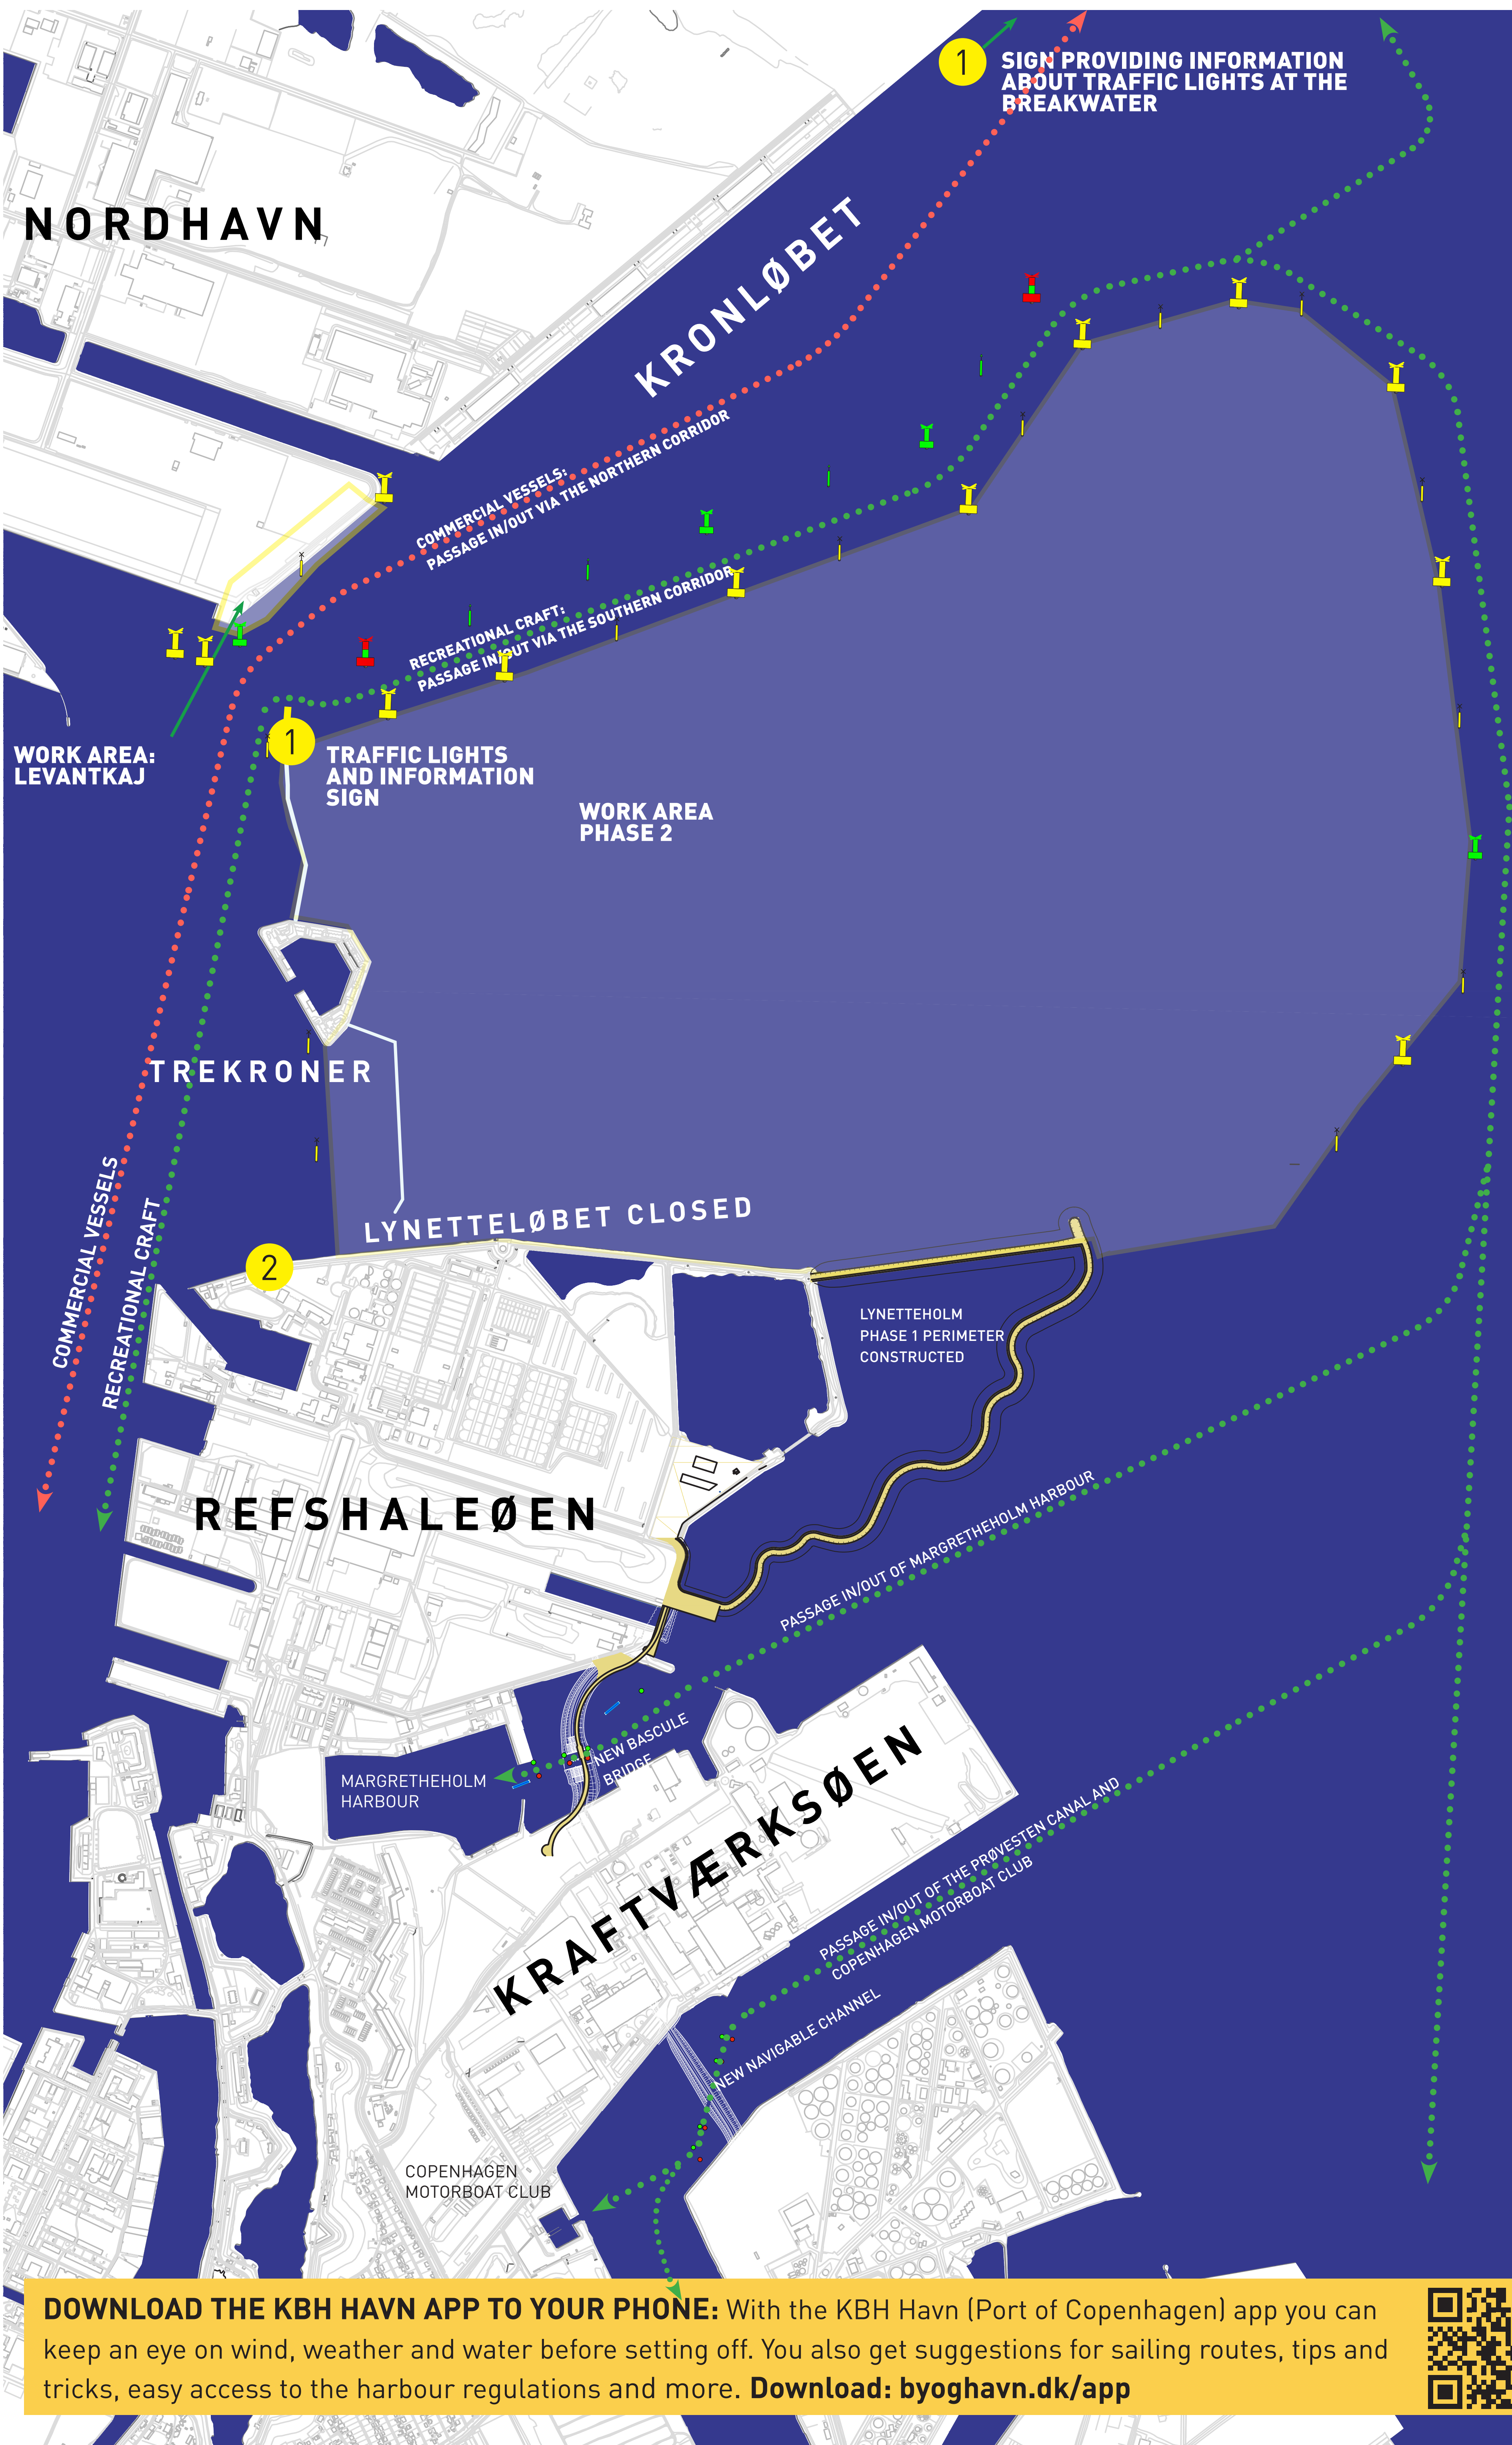 1
SIGN PROVIDING INFORMATION
ABOUT TRAFFIC LIGHTS AT THE
BREAKWATER
NORDHAVN
KRONLØBET
COMMERCIAL VESSELS:
PASSAGE IN/OUT VIA THE NORTHERN CORRIDOR
RECREATIONAL CRAFT:
PASSAGE IN/OUT VIA THE SOUTHERN CORRIDOR
WORK AREA:
LEVANTKAJ
1
TRAFFIC LIGHTS
AND INFORMATION
SIGN
WORK AREA
PHASE 2
TREKRONER
COMMERCIAL VESSELS
RECREATIONAL CRAFT
LYNETTELØBET CLOSED
2
LYNETTEHOLM
PHASE 1 PERIMETER
CONSTRUCTED
REFSHALEØEN
PASSAGE IN/OUT OF MARGRETHEHOLM HARBOUR
NEW BASCULE
BRIDGE
MARGRETHEHOLM
HARBOUR
KRAFTVÆRKSØEN
PASSAGE IN/OUT OF THE PRØVESTEN CANAL AND
COPENHAGEN MOTORBOAT CLUB
NEW NAVIGABLE CHANNEL
COPENHAGEN
MOTORBOAT CLUB
DOWNLOAD THE KBH HAVN APP TO YOUR PHONE: With the KBH Havn (Port of Copenhagen) app you can
keep an eye on wind, weather and water before setting off. You also get suggestions for sailing routes, tips and
tricks, easy access to the harbour regulations and more. Download: byoghavn.dk/app